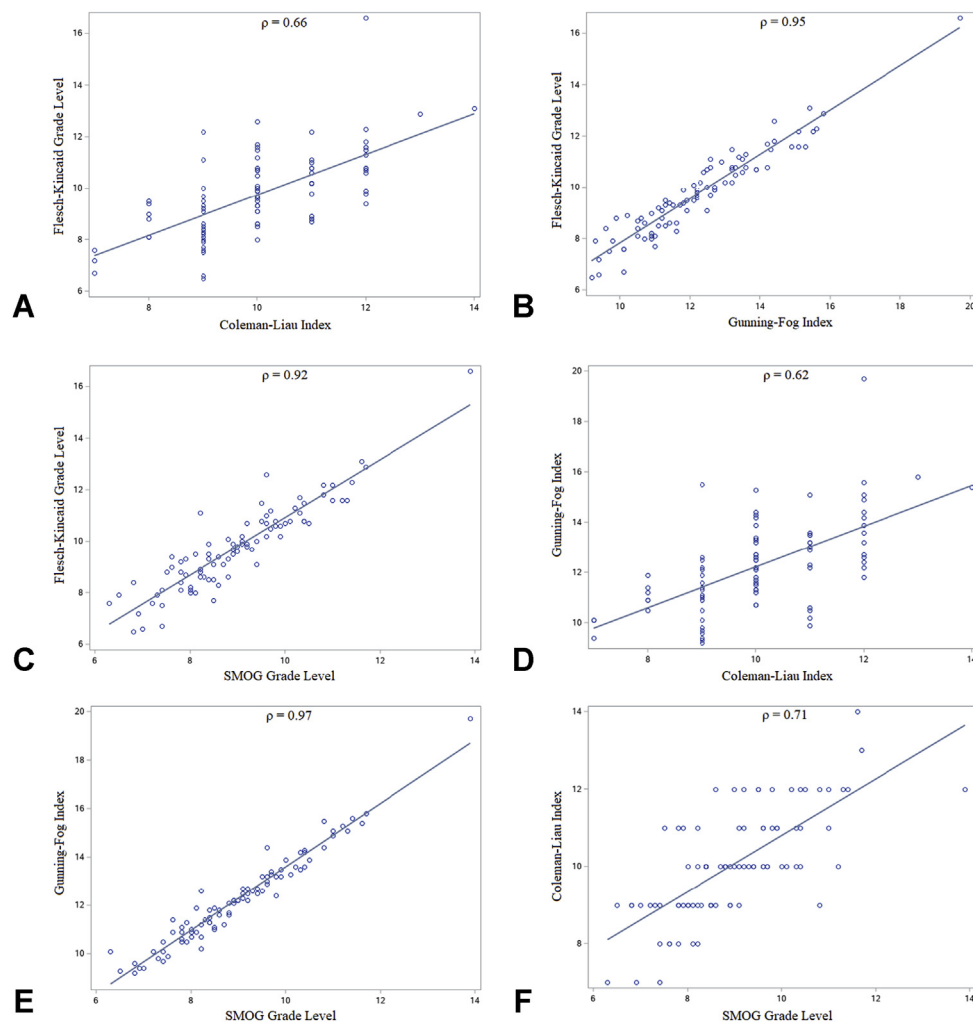 ρ = 0.66
Flesch-Kincaid Grade Level
16
14
12
10
8
6
8
10
12
14
Coleman-Liau Index
A
ρ = 0.95
Flesch-Kincaid Grade Level
16
14
12
10
8
6
10
12
14
16
18
20
Gunning-Fog Index
B
ρ = 0.92
Flesch-Kincaid Grade Level
16
14
12
10
8
6
6
8
10
12
14
SMOG Grade Level
C
ρ = 0.62
Gunning-Fog Index
20
18
16
14
12
10
8
10
12
14
Coleman-Liau Index
D
ρ = 0.97
Gunning-Fog Index
20
18
16
14
12
10
6
8
10
12
14
SMOG Grade Level
E
ρ = 0.71
Coleman-Liau Index
14
12
10
8
6
8
10
12
14
SMOG Grade Level
F